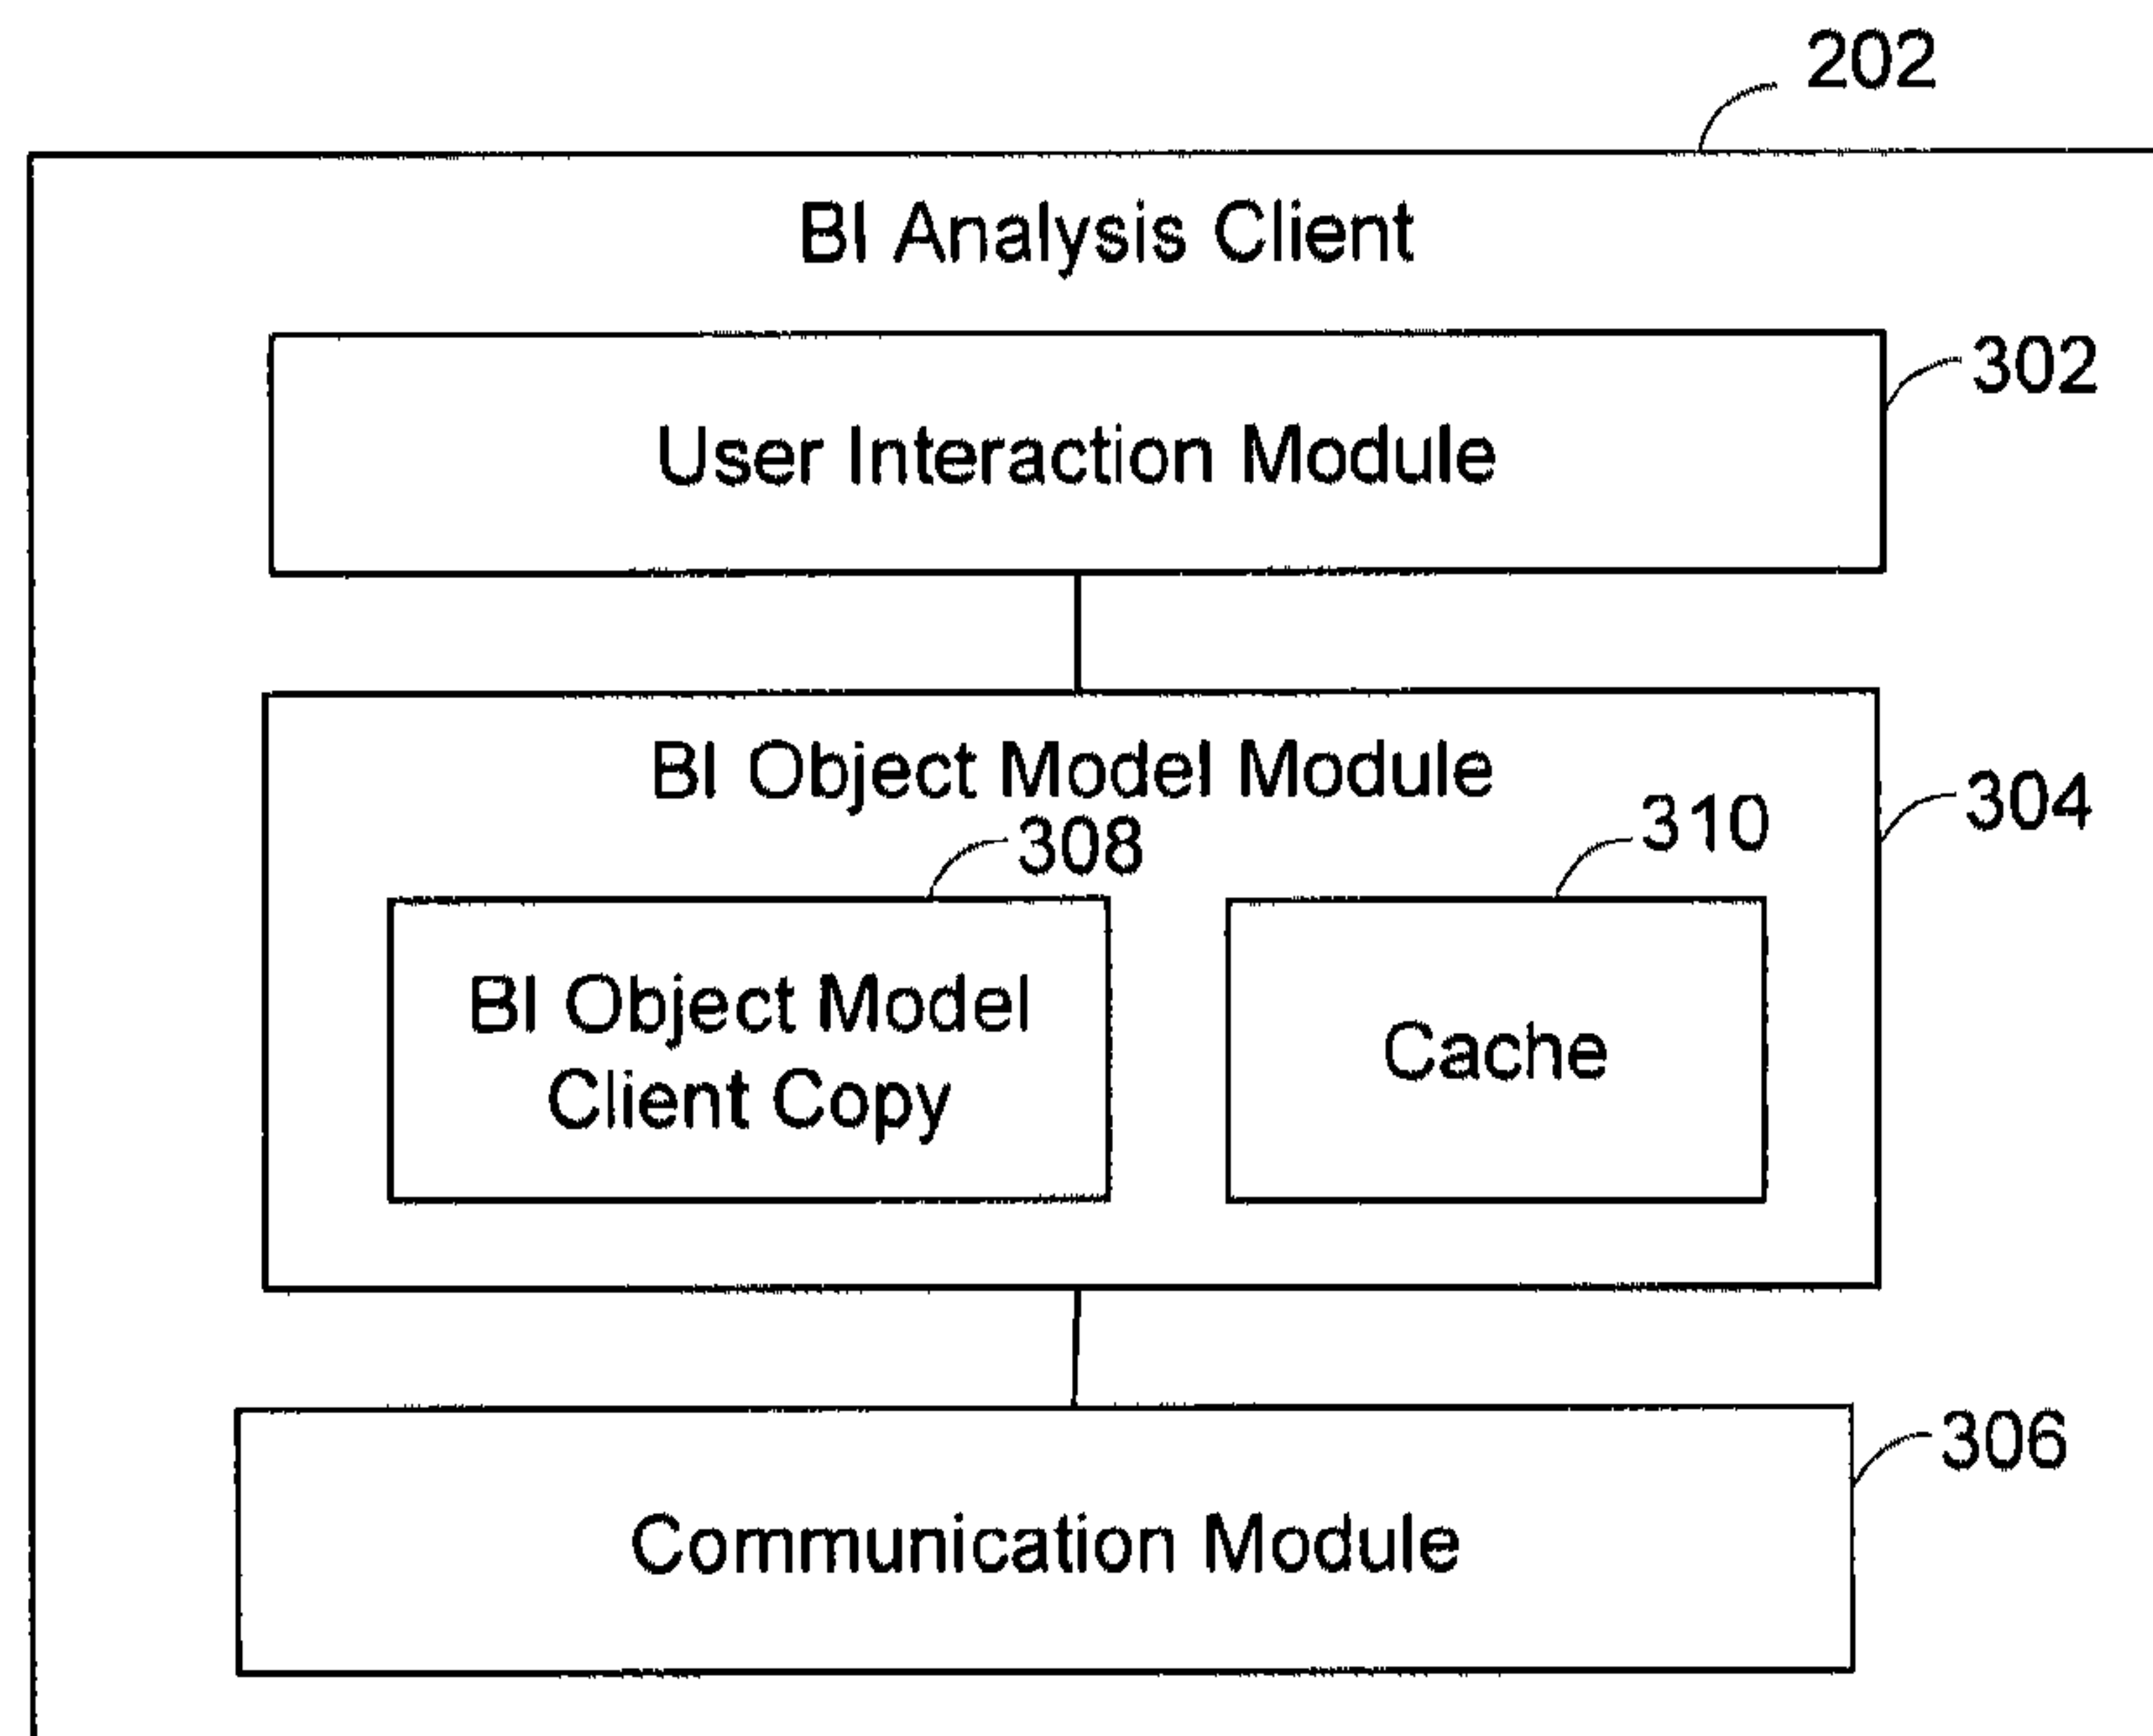 202
BI Analysis Client
302
User Interaction Module
BI Object Model Module
304
308
310
BI Object Model
Client Copy
Cache
306
Communication Module